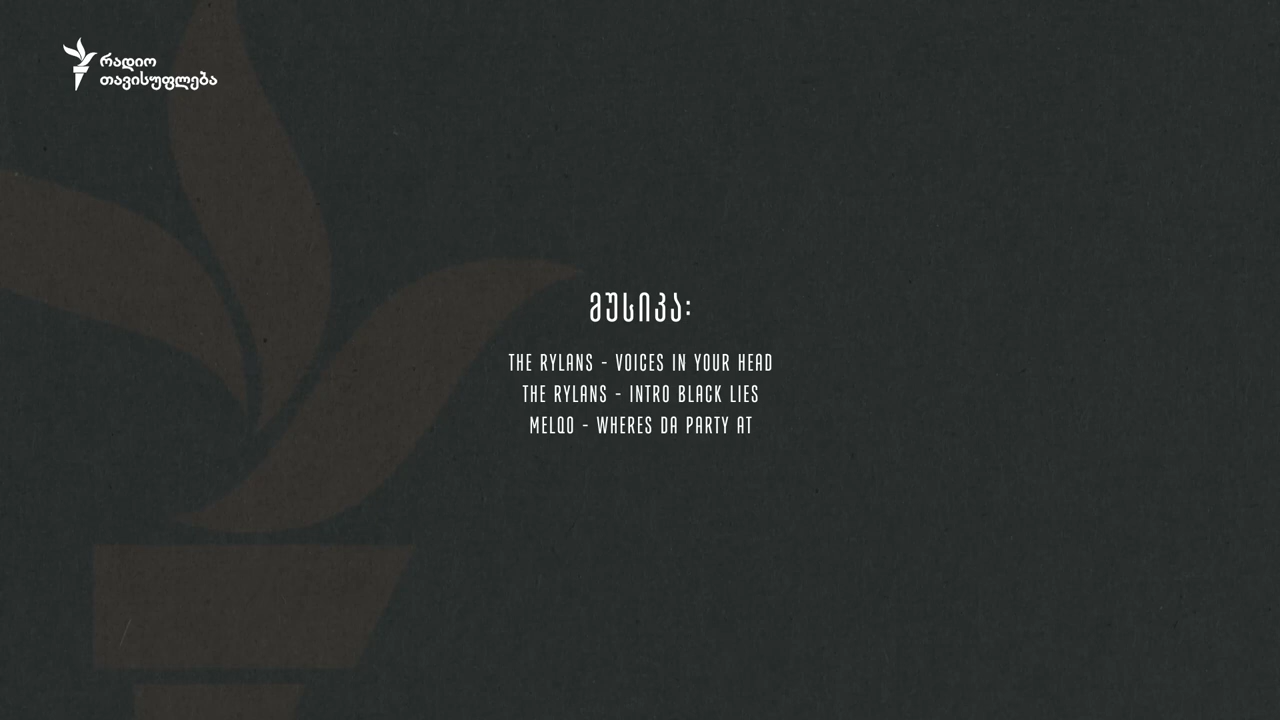 რადიო
თავისუფლება
მუსიკა:
THE RYLANS - VOICES IN YOUR HEAD
THE RYLANS - INTRO BLACK LIES
MELQO - WHERES DA PARTY AT